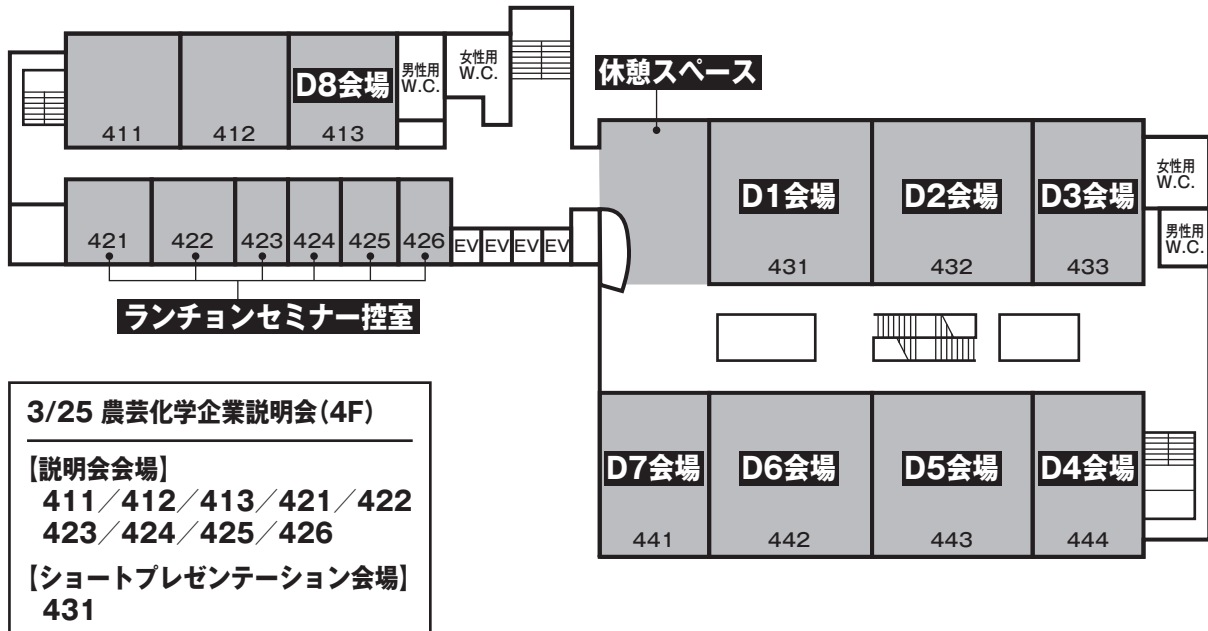 男性用
W.C.
女性用
W.C.
D8会場
411
412
413
休憩スペース
D1会場
431
D2会場
432
D3会場
433
女性用
W.C.
男性用
W.C.
421
422
423
424
425
426
EV
EV
EV
EV
ランチョンセミナー控室
3/25 農芸化学企業説明会(4F)
【説明会会場】
411／412／413／421／422
423／424／425／426
【ショートプレゼンテーション会場】
431
D7会場
441
D6会場
442
D5会場
443
D4会場
444